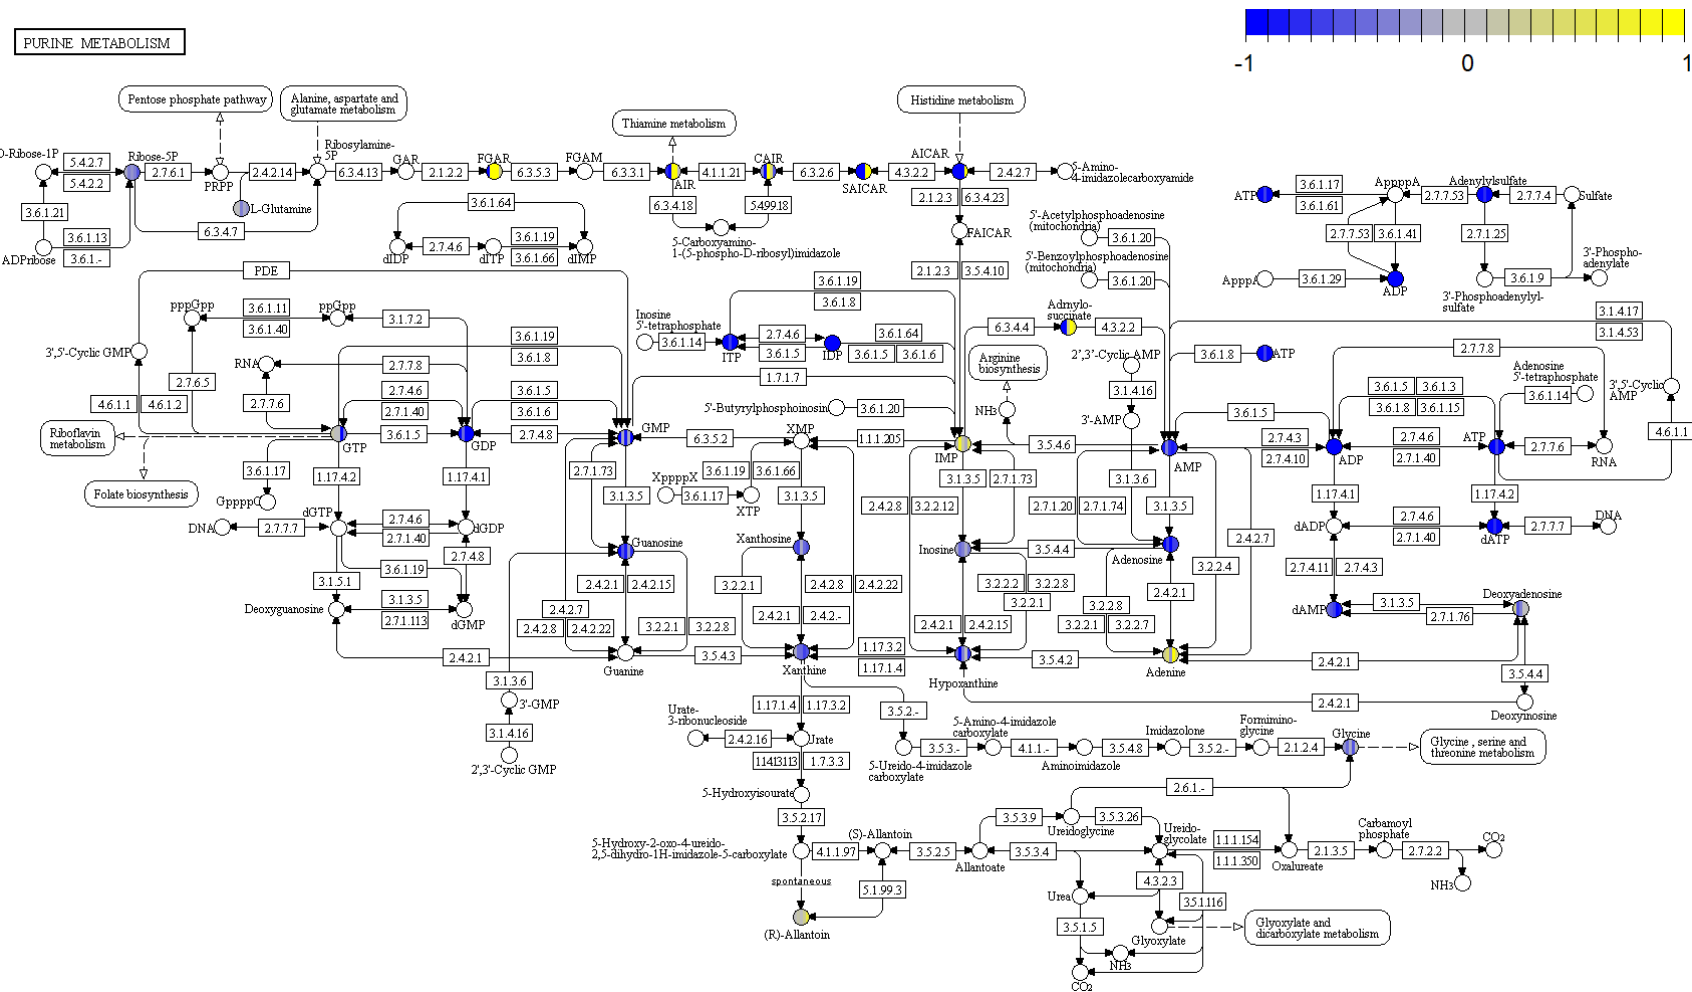 PURINE METABOLISM
-1
0
1
Pentose phosphate pathway
Alanine, aspartate and
glutamate metabolism
Thiamine metabolism
Histidine metabolism
D-Ribose-1P
5.4.2.7
5.4.2.2
Ribose-5P
2.7.6.1
PRPP
2.4.2.14
Ribosylamine-
5P
6.3.4.13
GAR
2.1.2.2
FGAR
6.3.5.3
FGAM
6.3.3.1
AIR
4.1.1.21
CAIR
6.3.2.6
SAICAR
4.3.2.2
AICAR
2.4.2.7
5-Amino-
4-imidazolecarboxyamide
3.6.1.21
L-Glutamine
6.3.4.7
3.6.1.13
3.6.1.-
ADPribose
3.6.1.64
dIDP
2.7.4.6
dITP
3.6.1.19
3.6.1.66
dIMP
6.3.4.18
5.4.99.18
5-Carboxyamino-
1-(5-phospho-D-ribosyl)imidazole
2.1.2.3
6.3.4.23
FAICAR
2.1.2.3
3.5.4.10
5'-Acetylphosphoadenosine
(mitochondria)
3.6.1.20
5'-Benzoylphosphoadenosine
(mitochondria)
3.6.1.20
ATP
3.6.1.17
3.6.1.61
AppppA
2.7.7.53
Adenylylsulfate
2.7.7.4
Sulfate
2.7.7.53
3.6.1.41
2.7.1.25
ApppA
3.6.1.29
ADP
3.6.1.9
3'-Phospho-
adenylate
3'-Phosphoadenylyl-
sulfate
PDE
pppGpp
3.6.1.11
3.6.1.40
ppGpp
3.1.7.2
3.6.1.19
3.6.1.8
3',5'-Cyclic GMP
RNA
2.7.7.8
2.7.6.5
2.7.7.6
2.7.4.6
2.7.1.40
3.6.1.5
3.6.1.6
4.6.1.1
4.6.1.2
Inosine
5'-tetraphosphate
3.6.1.14
ITP
3.6.1.19
3.6.1.8
2.7.4.6
3.6.1.5
IDP
3.6.1.64
3.6.1.5
3.6.1.6
6.3.4.4
Adrnylo-
succinate
4.3.2.2
Arginine
biosynthesis
2',3'-Cyclic AMP
3.1.4.16
3'-AMP
NH3
3.6.1.8
ATP
3.1.4.17
3.1.4.53
2.7.7.8
3.6.1.5
3.6.1.3
3.6.1.8
3.6.1.15
Adenosine
5'-tetraphosphate
3.6.1.14
3',5'-Cyclic
AMP
4.6.1.1
1.7.1.7
5'-Butyrylphosphoinosin
3.6.1.20
Riboflavin
metabolism
Folate biosynthesis
GTP
3.6.1.5
GDP
2.7.4.8
GMP
6.3.5.2
XMP
1.1.1.205
IMP
3.5.4.6
AMP
3.6.1.5
2.7.4.3
2.7.4.10
ADP
2.7.4.6
2.7.1.40
ATP
2.7.7.6
RNA
3.6.1.17
GppppG
1.17.4.2
1.17.4.1
2.7.1.73
3.1.3.5
XppppX
3.6.1.19
3.6.1.66
3.6.1.17
XTP
3.1.3.5
3.1.3.5
2.7.1.73
2.4.2.8
3.2.2.12
2.7.1.20
2.7.1.74
3.1.3.6
3.1.3.5
2.4.2.7
1.17.4.1
1.17.4.2
DNA
2.7.7.7
dGTP
2.7.4.6
2.7.1.40
dGDP
2.7.4.8
dADP
2.7.4.6
2.7.1.40
dATP
2.7.7.7
DNA
Guanosine
Xanthosine
Inosine
3.5.4.4
Adenosine
3.1.5.1
3.6.1.19
2.4.2.1
2.4.2.15
3.2.2.1
2.4.2.8
2.4.2.22
3.2.2.2
3.2.2.8
3.2.2.1
3.2.2.4
2.4.2.1
2.7.4.11
2.7.4.3
Deoxyguanosine
3.1.3.5
2.7.1.113
dGMP
2.4.2.7
2.4.2.8
2.4.2.22
3.2.2.1
3.2.2.8
2.4.2.1
2.4.2.-
2.4.2.1
2.4.2.15
3.2.2.8
3.2.2.1
3.2.2.7
dAMP
3.1.3.5
2.7.1.76
Deoxyadenosine
2.4.2.1
Guanine
3.5.4.3
Xanthine
1.17.3.2
1.17.1.4
Hypoxanthine
3.5.4.2
Adenine
2.4.2.1
3.5.4.4
2.4.2.1
Deoxyinosine
3.1.3.6
3'-GMP
3.1.4.16
2',3'-Cyclic GMP
1.17.1.4
1.17.3.2
Urate-
3-ribonucleoside
2.4.2.16
Urate
1.7.3.3
3.5.2.-
5-Ureido-4-imidazole
carboxylate
3.5.3.-
5-Amino-4-imidazole
carboxylate
4.1.1.-
Aminoimidazole
3.5.4.8
Imidazolone
3.5.2.-
Formimino-
glycine
2.1.2.4
Glycine
Glycine, serine and
threonine metabolism
5-Hydroxyisourate
3.5.2.17
2.6.1.-
5-Hydroxy-2-oxo-4-ureido-
2,5-dihydro-1H-imidazole-5-carboxylate
4.1.1.97
(S)-Allantoin
3.5.2.5
Allantoate
3.5.3.9
Ureidoglycine
3.5.3.26
3.5.3.4
Ureido-
glycolate
1.1.1.154
1.1.1.350
Oxalureate
2.1.3.5
Carbamoyl
phosphate
2.7.2.2
CO2
NH3
spontaneous
5.1.99.3
(R)-Allantoin
Urea
4.3.2.3
3.5.1.116
3.5.1.5
Glyoxylate
Glyoxylate and
dicarboxylate metabolism
NH3
CO2